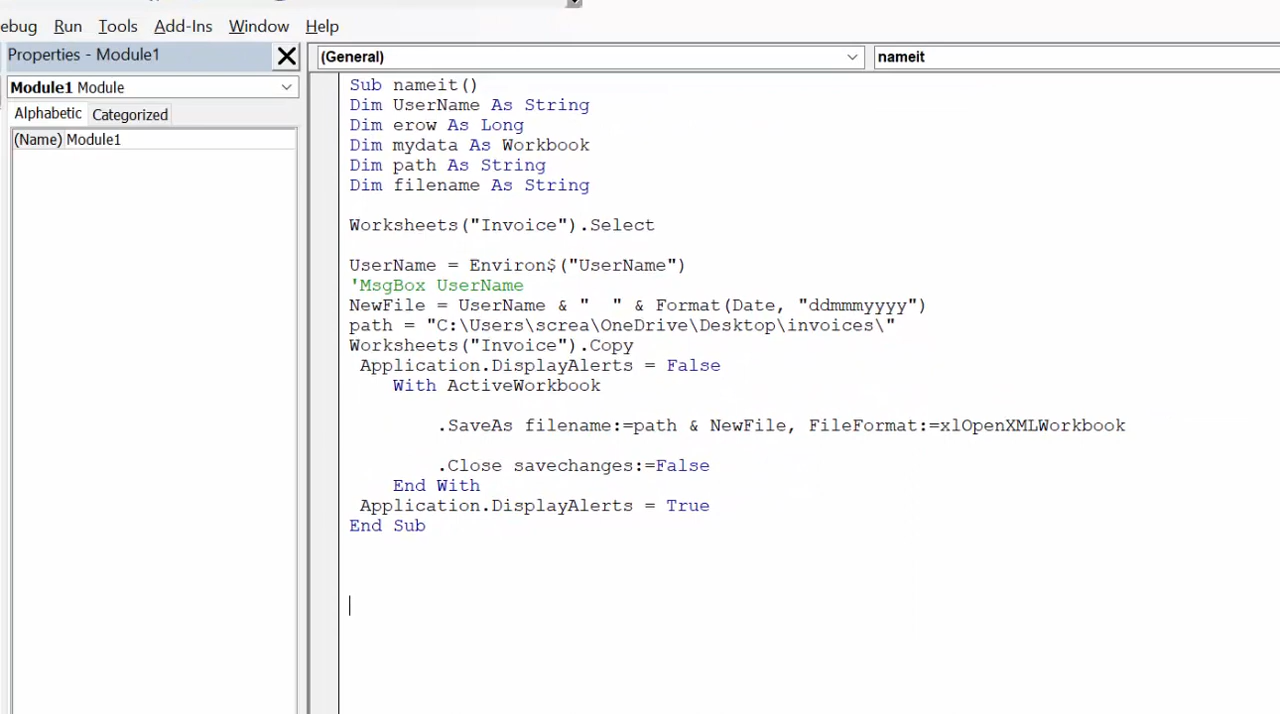 ebug Run Tools Add-Ins Window Help
Properties - Module1
Module1 Module
Alphabetic Categorized
(Name) Module1
(General) nameit
Sub nameit()
Dim UserName As String
Dim erow As Long
Dim mydata As Workbook
Dim path As String
Dim filename As String
Worksheets("Invoice").Select
UserName = Environ$("UserName")
'MsgBox UserName
NewFile = UserName & "  " & Format(Date, "ddmmmyyyy")
path = "C:\Users\screa\OneDrive\Desktop\invoices\"
Worksheets("Invoice").Copy
 Application.DisplayAlerts = False
    With ActiveWorkbook
        .SaveAs filename:=path & NewFile, FileFormat:=xlOpenXMLWorkbook
        .Close savechanges:=False
    End With
 Application.DisplayAlerts = True
End Sub